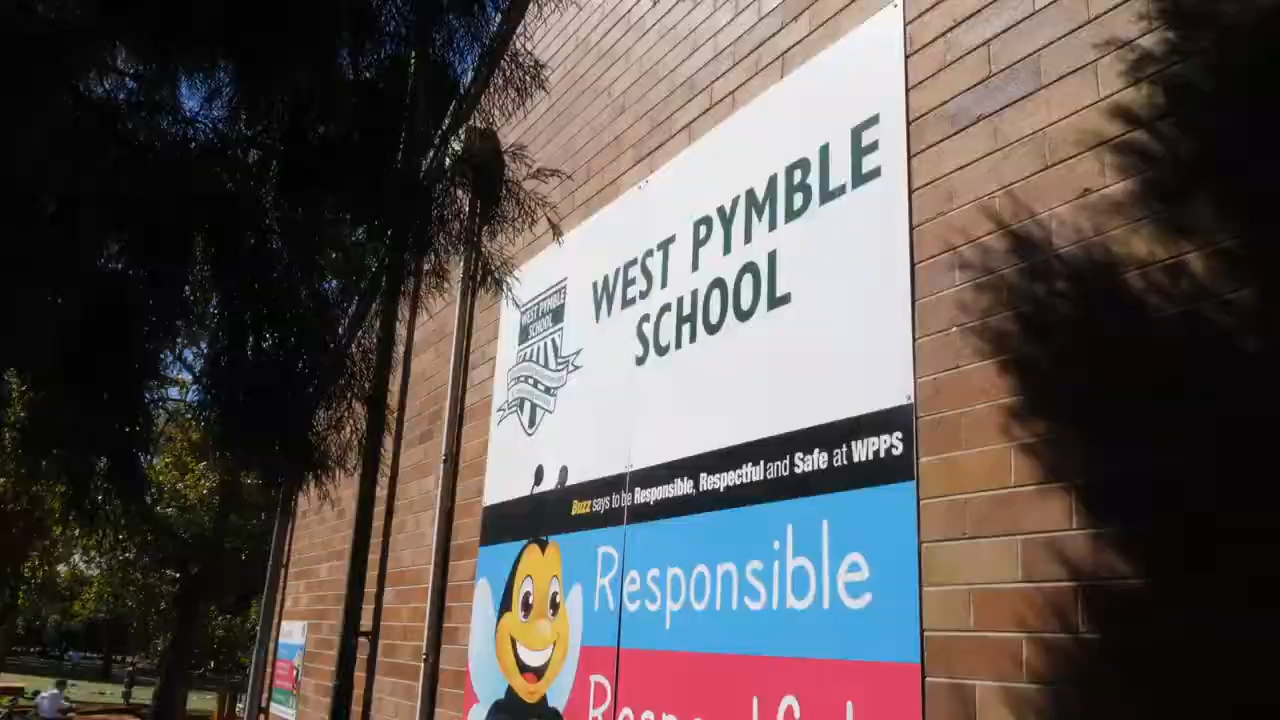 WEST PYMBLE
SCHOOL
WEST PYMBLE
SCHOOL
Buzz says to be Responsible, Respectful and Safe at WPPS
Responsible